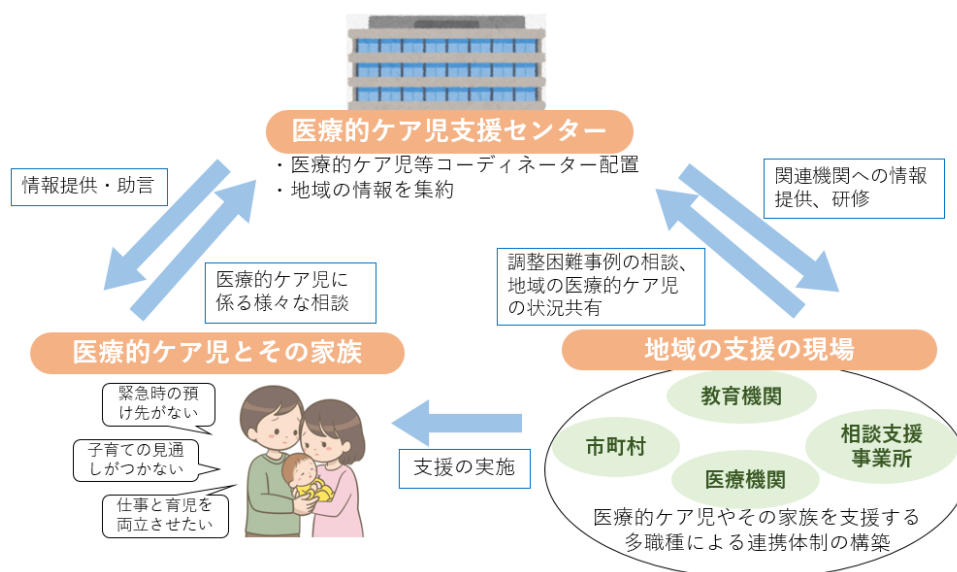 医療的ケア児支援センター
・医療的ケア児等コーディネーター配置
・地域の情報を集約
情報提供・助言
関連機関への情報
提供、研修
医療的ケア児に
係る様々な相談
調整困難事例の相談、
地域の医療的ケア児
の状況共有
医療的ケア児とその家族
緊急時の預
け先がない
子育ての見通
しがつかない
仕事と育児を
両立させたい
支援の実施
地域の支援の現場
教育機関
市町村
相談支援
事業所
医療機関
医療的ケア児やその家族を支援する
多職種による連携体制の構築